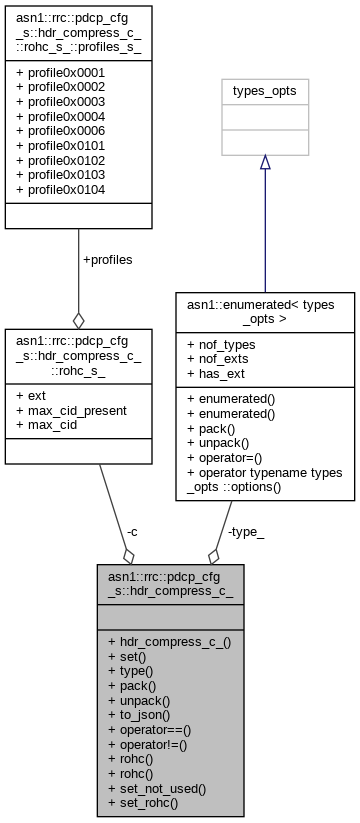 asn1::rrc::pdcp_cfg
_s::hdr_compress_c_
::rohc_s_::profiles_s_
+ profile0x0001
+ profile0x0002
+ profile0x0003
+ profile0x0004
+ profile0x0006
+ profile0x0101
+ profile0x0102
+ profile0x0103
+ profile0x0104
types_opts
+profiles
asn1::rrc::pdcp_cfg
_s::hdr_compress_c_
::rohc_s_
+ ext
+ max_cid_present
+ max_cid
asn1::enumerated< types
_opts >
+ nof_types
+ nof_exts
+ has_ext
+ enumerated()
+ enumerated()
+ pack()
+ unpack()
+ operator=()
+ operator typename types
_opts ::options()
-c
-type_
asn1::rrc::pdcp_cfg
_s::hdr_compress_c_
+ hdr_compress_c_()
+ set()
+ type()
+ pack()
+ unpack()
+ to_json()
+ operator==()
+ operator!=()
+ rohc()
+ rohc()
+ set_not_used()
+ set_rohc()